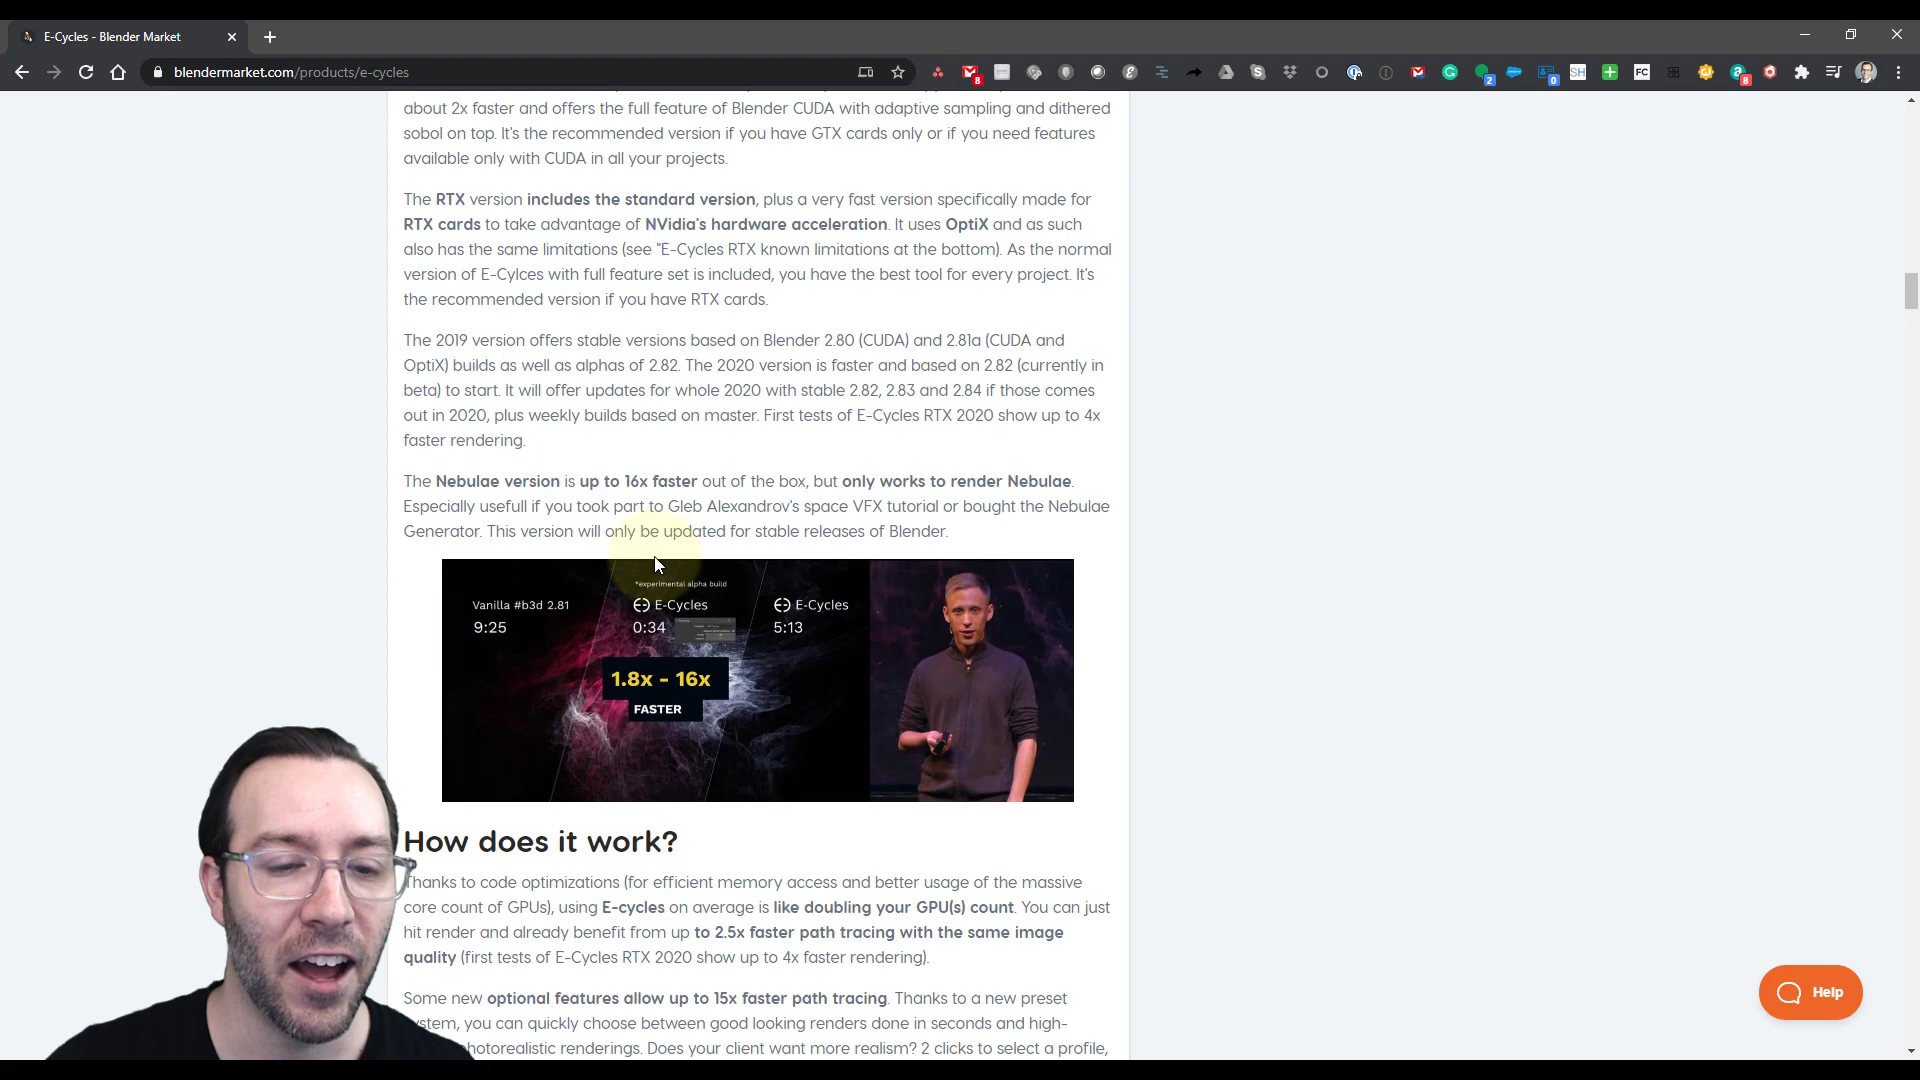 E-Cycles - Blender Market
blendermarket.com/products/e-cycles
about 2x faster and offers the full feature of Blender CUDA with adaptive sampling and dithered
sobol on top. It's the recommended version if you have GTX cards only or if you need features
available only with CUDA in all your projects.
The RTX version includes the standard version, plus a very fast version specifically made for
RTX cards to take advantage of NVidia's hardware acceleration. It uses OptiX and as such
also has the same limitations (see "E-Cycles RTX known limitations at the bottom). As the normal
version of E-Cylces with full feature set is included, you have the best tool for every project. It's
the recommended version if you have RTX cards.
The 2019 version offers stable versions based on Blender 2.80 (CUDA) and 2.81a (CUDA and
OptiX) builds as well as alphas of 2.82. The 2020 version is faster and based on 2.82 (currently in
beta) to start. It will offer updates for whole 2020 with stable 2.82, 2.83 and 2.84 if those comes
out in 2020, plus weekly builds based on master. First tests of E-Cycles RTX 2020 show up to 4x
faster rendering.
The Nebulae version is up to 16x faster out of the box, but only works to render Nebulae.
Especially usefull if you took part to Gleb Alexandrov's space VFX tutorial or bought the Nebulae
Generator. This version will only be updated for stable releases of Blender.
*experimental alpha build
Vanilla #b3d 2.81 E-Cycles E-Cycles
9:25 0:34 5:13
1.8x - 16x
FASTER
How does it work?
Thanks to code optimizations (for efficient memory access and better usage of the massive
core count of GPUs), using E-cycles on average is like doubling your GPU(s) count. You can just
hit render and already benefit from up to 2.5x faster path tracing with the same image
quality (first tests of E-Cycles RTX 2020 show up to 4x faster rendering).
Some new optional features allow up to 15x faster path tracing. Thanks to a new preset
system, you can quickly choose between good looking renders done in seconds and high-
photorealistic renderings. Does your client want more realism? 2 clicks to select a profile,
Help